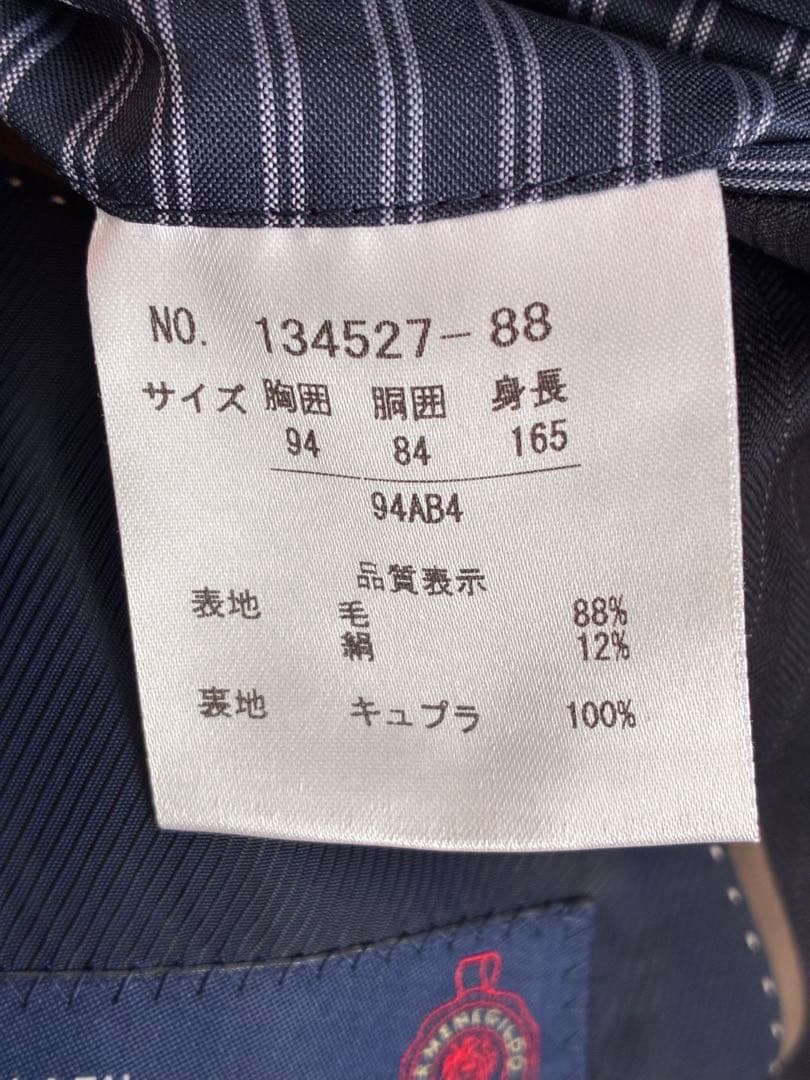 NO. 134527-88
サイズ 胸囲 胴囲 身長
94 84 165
94AB4
品質表示
表地 毛 88%
絹 12%
裏地 キュプラ 100%